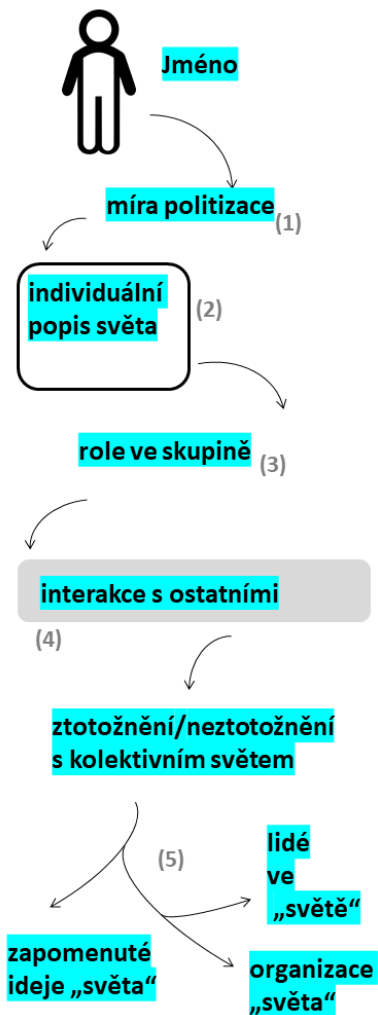 Jméno
míra politizace
(1)
individuální
popis světa
(2)
role ve skupině
(3)
interakce s ostatními
(4)
ztotožnění/neztotožnění
s kolektivním světem
(5)
lidé
ve
„světě“
zapomenuté
ideje „světa“
organizace
„světa“